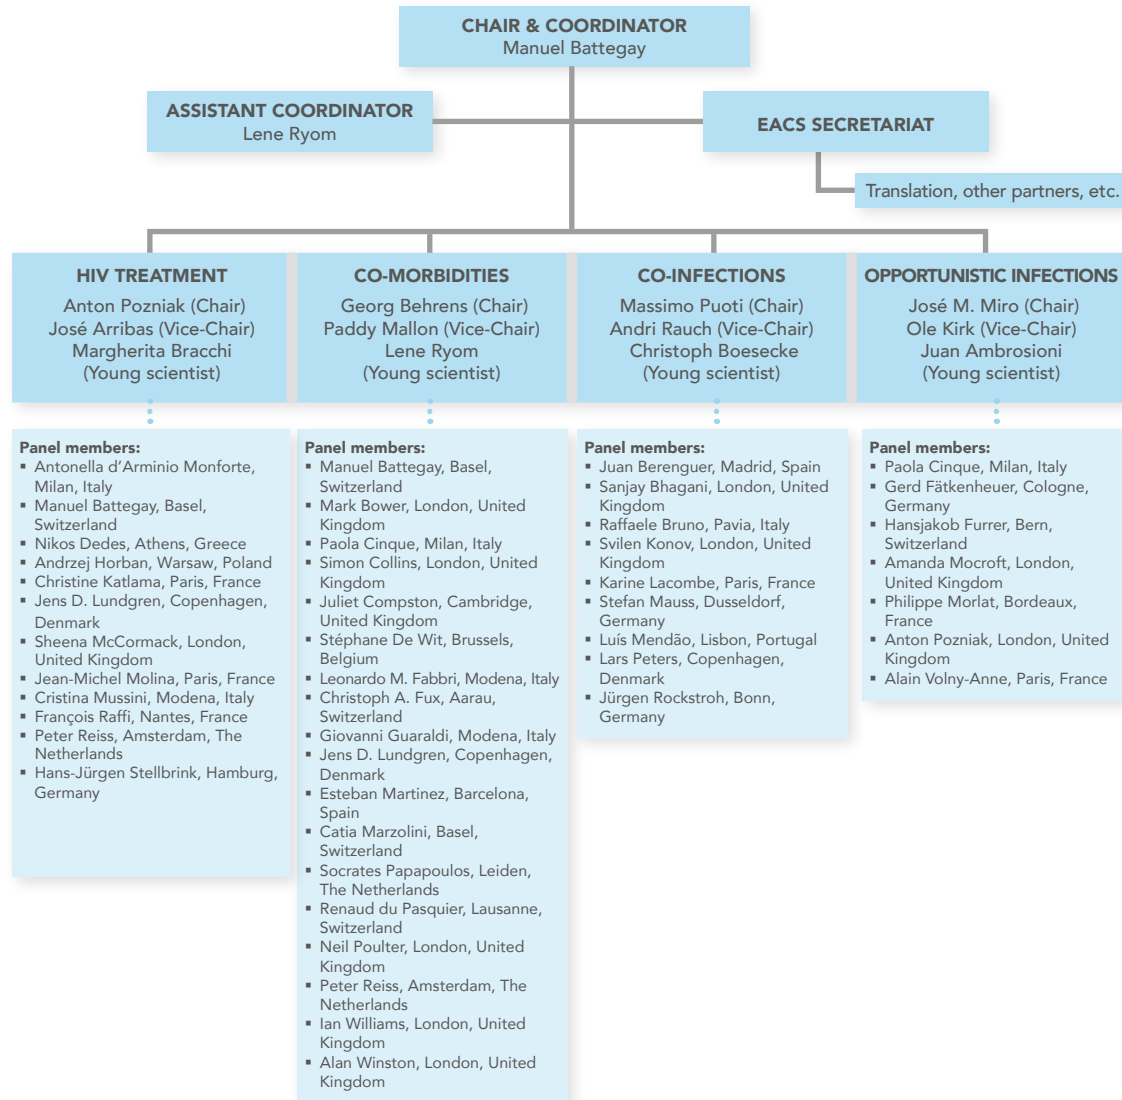 CHAIR & COORDINATOR
Manuel Battegay
ASSISTANT COORDINATOR
Lene Ryom
EACS SECRETARIAT
Translation, other partners, etc.
HIV TREATMENT
Anton Pozniak (Chair)
José Arribas (Vice-Chair)
Margherita Bracchi
(Young scientist)
CO-MORBIDITIES
Georg Behrens (Chair)
Paddy Mallon (Vice-Chair)
Lene Ryom
(Young scientist)
CO-INFECTIONS
Massimo Puoti (Chair)
Andri Rauch (Vice-Chair)
Christoph Boesecke
(Young scientist)
OPPORTUNISTIC INFECTIONS
José M. Miro (Chair)
Ole Kirk (Vice-Chair)
Juan Ambrosioni
(Young scientist)
Panel members:
▪ Antonella d’Arminio Monforte,
Milan, Italy
▪ Manuel Battegay, Basel,
Switzerland
▪ Nikos Dedes, Athens, Greece
▪ Andrzej Horban, Warsaw, Poland
▪ Christine Katlama, Paris, France
▪ Jens D. Lundgren, Copenhagen,
Denmark
▪ Sheena McCormack, London,
United Kingdom
▪ Jean-Michel Molina, Paris, France
▪ Cristina Mussini, Modena, Italy
▪ François Raffi, Nantes, France
▪ Peter Reiss, Amsterdam, The
Netherlands
▪ Hans-Jürgen Stellbrink, Hamburg,
Germany
Panel members:
▪ Manuel Battegay, Basel,
Switzerland
▪ Mark Bower, London, United
Kingdom
▪ Paola Cinque, Milan, Italy
▪ Simon Collins, London, United
Kingdom
▪ Juliet Compston, Cambridge,
United Kingdom
▪ Stéphane De Wit, Brussels,
Belgium
▪ Leonardo M. Fabbri, Modena, Italy
▪ Christoph A. Fux, Aarau,
Switzerland
▪ Giovanni Guaraldi, Modena, Italy
▪ Jens D. Lundgren, Copenhagen,
Denmark
▪ Esteban Martinez, Barcelona,
Spain
▪ Catia Marzolini, Basel,
Switzerland
▪ Socrates Papapoulos, Leiden,
The Netherlands
▪ Renaud du Pasquier, Lausanne,
Switzerland
▪ Neil Poulter, London, United
Kingdom
▪ Peter Reiss, Amsterdam, The
Netherlands
▪ Ian Williams, London, United
Kingdom
▪ Alan Winston, London, United
Kingdom
Panel members:
▪ Juan Berenguer, Madrid, Spain
▪ Sanjay Bhagani, London, United
Kingdom
▪ Raffaele Bruno, Pavia, Italy
▪ Svilen Konov, London, United
Kingdom
▪ Karine Lacombe, Paris, France
▪ Stefan Mauss, Dusseldorf,
Germany
▪ Luís Mendão, Lisbon, Portugal
▪ Lars Peters, Copenhagen,
Denmark
▪ Jürgen Rockstroh, Bonn,
Germany
Panel members:
▪ Paola Cinque, Milan, Italy
▪ Gerd Fätkenheuer, Cologne,
Germany
▪ Hansjakob Furrer, Bern,
Switzerland
▪ Amanda Mocroft, London,
United Kingdom
▪ Philippe Morlat, Bordeaux,
France
▪ Anton Pozniak, London, United
Kingdom
▪ Alain Volny-Anne, Paris, France